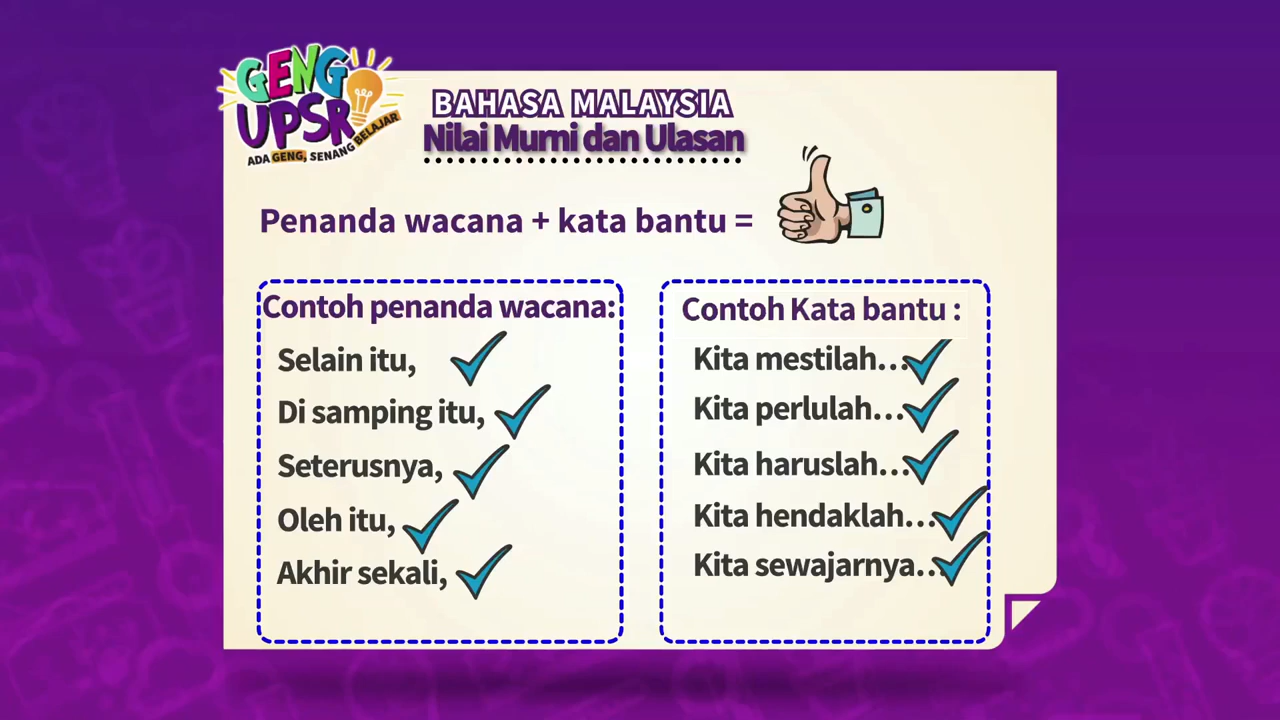 GENG
UPSR
ADA GENG, SENANG BELAJAR
BAHASA MALAYSIA
Nilai Murni dan Ulasan
Penanda wacana + kata bantu =
Contoh penanda wacana:
Selain itu,
Di samping itu,
Seterusnya,
Oleh itu,
Akhir sekali,
Contoh Kata bantu :
Kita mestilah...
Kita perlulah...
Kita haruslah...
Kita hendaklah...
Kita sewajarnya...